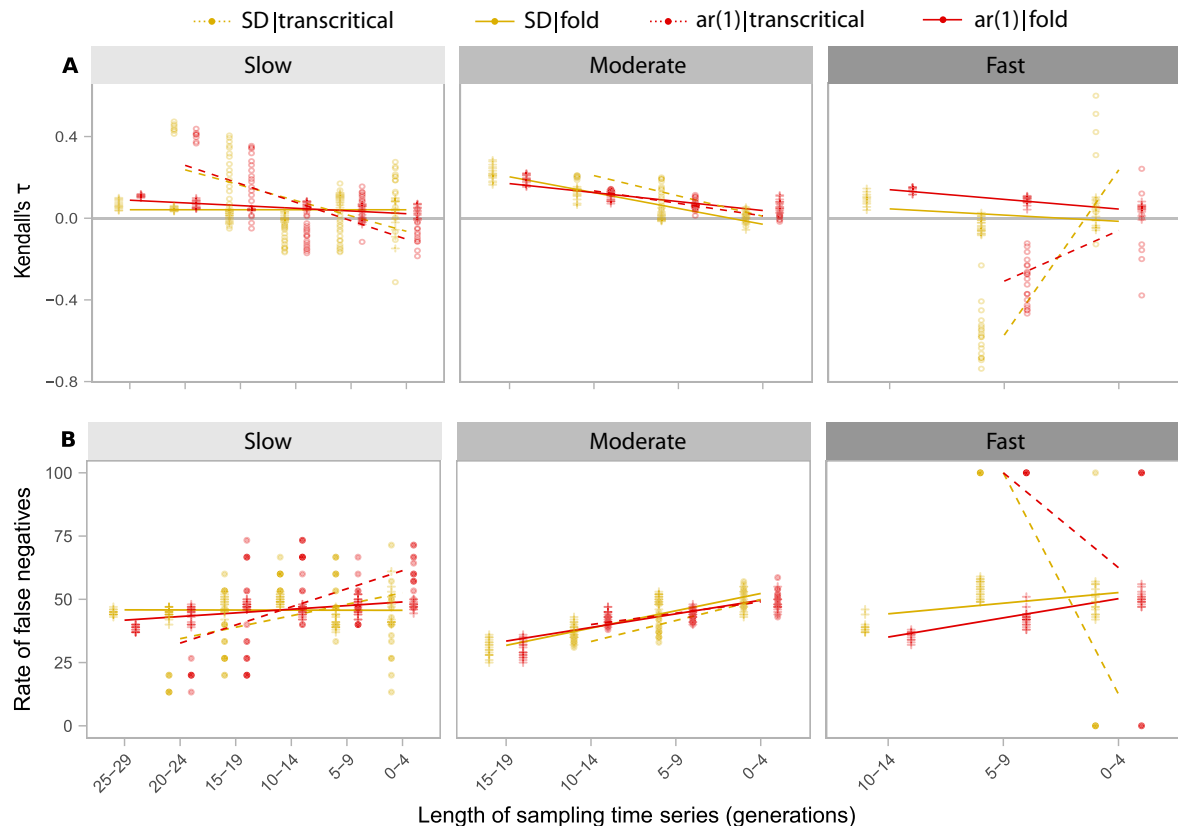 SD|transcritical SD|fold ar(1)|transcritical ar(1)|fold
A
Slow Moderate Fast
Kendall's τ
0.4
0.0
−0.4
−0.8
B
Slow Moderate Fast
Rate of false negatives
100
75
50
25
0
25−29 20−24 15−19 10−14 5−9 0−4 15−19 10−14 5−9 0−4 10−14 5−9 0−4
Length of sampling time series (generations)